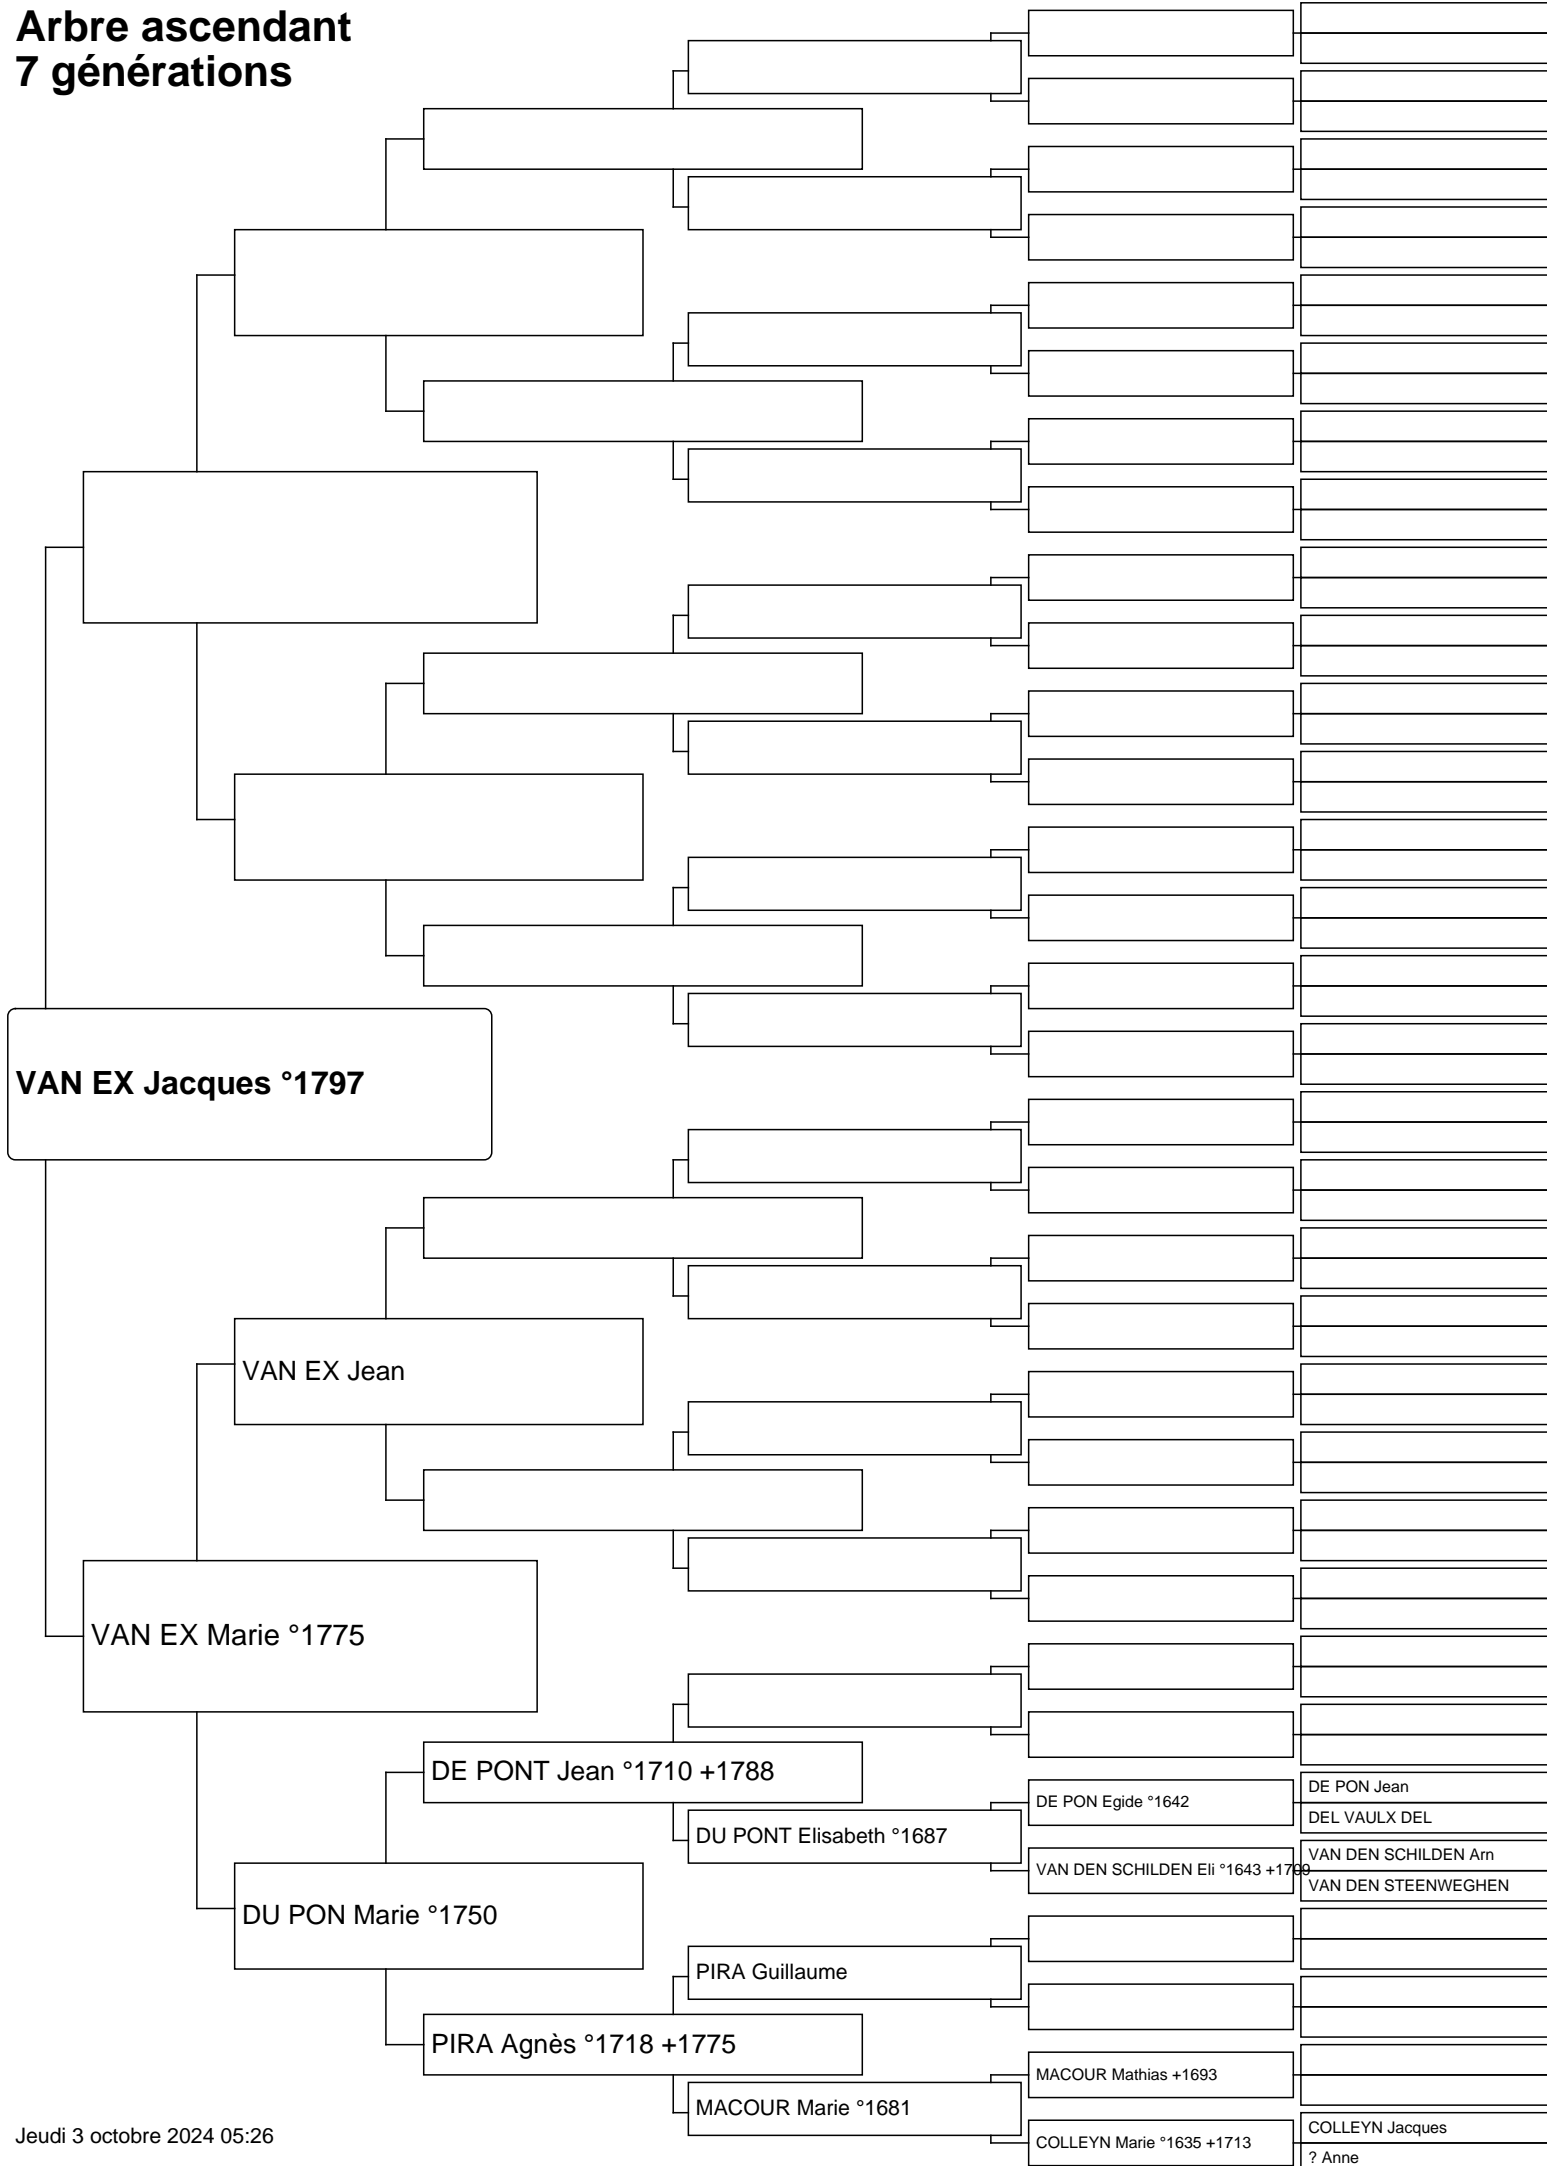 Arbre ascendant
7 générations
VAN EX Jacques °1797
VAN EX Jean
VAN EX Marie °1775
DE PONT Jean °1710 +1788
DE PON Egide °1642
DE PON Jean
DEL VAULX DEL
DU PONT Elisabeth °1687
VAN DEN SCHILDEN Eli °1643 +1709
VAN DEN SCHILDEN Arn
VAN DEN STEENWEGHEN
DU PON Marie °1750
PIRA Guillaume
PIRA Agnès °1718 +1775
MACOUR Mathias +1693
MACOUR Marie °1681
COLLEYN Marie °1635 +1713
COLLEYN Jacques
? Anne
Jeudi 3 octobre 2024 05:26